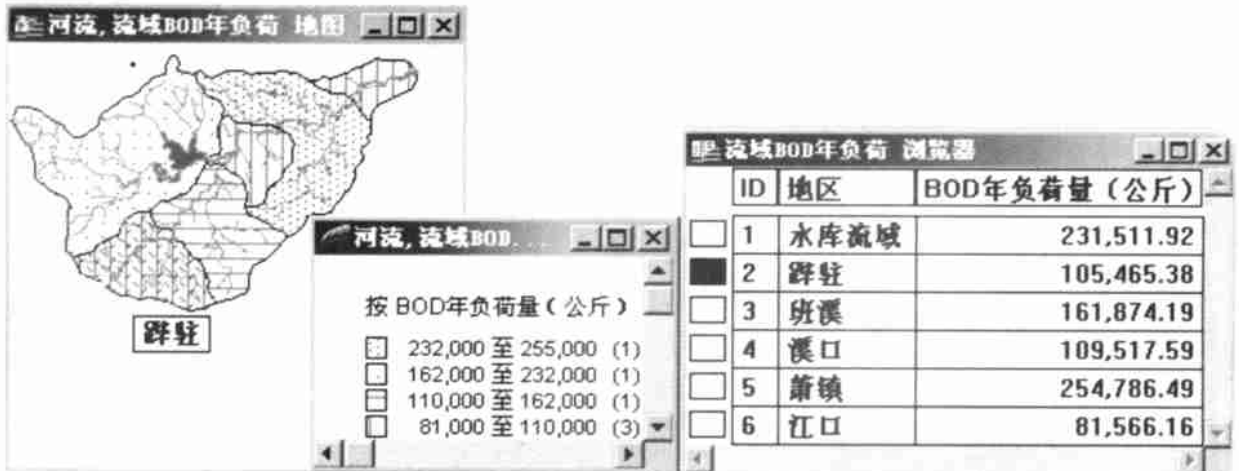 河流,流域BOD年负荷 地图
跸驻
河流,流域BOD...
按 BOD年负荷量(公斤)
232,000 至 255,000 (1)
162,000 至 232,000 (1)
110,000 至 162,000 (1)
81,000 至 110,000 (3)
流域BOD年负荷 浏览器
ID 地区 BOD年负荷量(公斤)
1 水库流域 231,511.92
2 跸驻 105,465.38
3 班溪 161,874.19
4 溪口 109,517.59
5 萧镇 254,786.49
6 江口 81,566.16